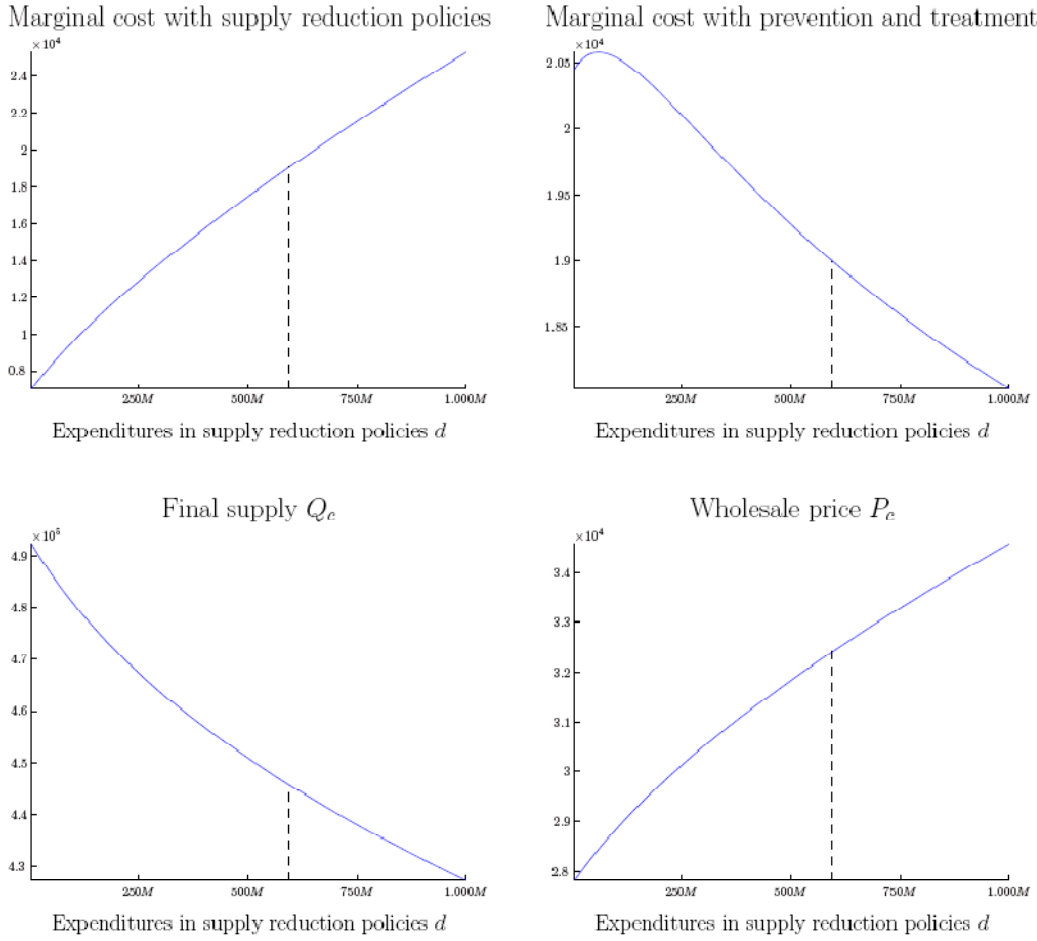 Marginal cost with supply reduction policies
×10⁴
2.4
2.2
2
1.8
1.6
1.4
1.2
1
0.8
250M 500M 750M 1.000M
Expenditures in supply reduction policies d
Marginal cost with prevention and treatment
×10⁴
2.05
2
1.95
1.9
1.85
250M 500M 750M 1.000M
Expenditures in supply reduction policies d
Final supply Q_c
×10⁵
4.9
4.8
4.7
4.6
4.5
4.4
4.3
250M 500M 750M 1.000M
Expenditures in supply reduction policies d
Wholesale price P_c
×10⁴
3.4
3.3
3.2
3.1
3
2.9
2.8
250M 500M 750M 1.000M
Expenditures in supply reduction policies d